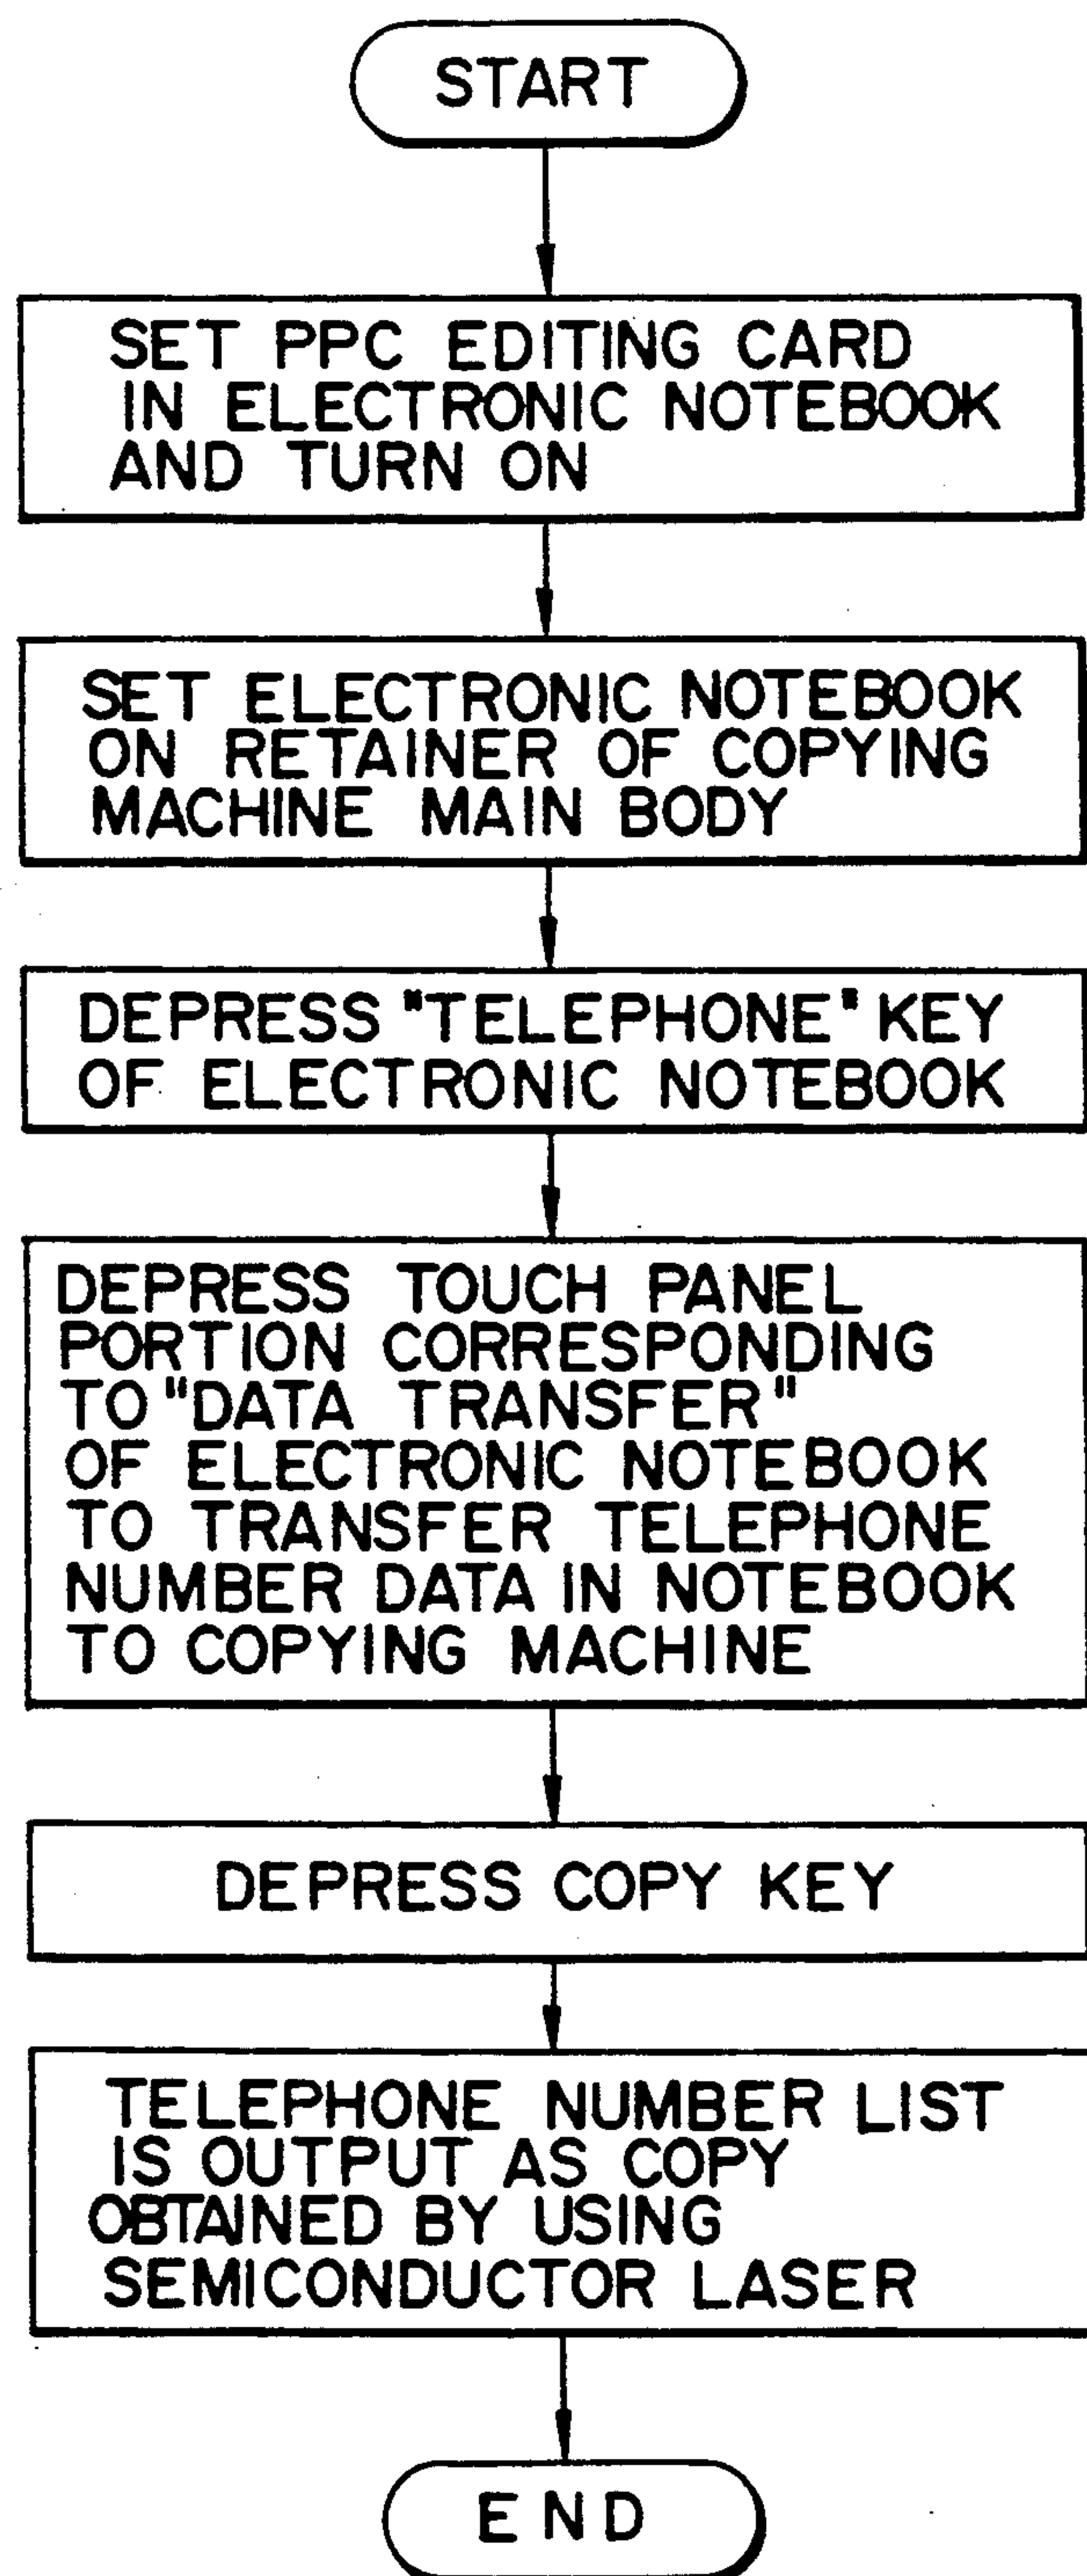 START
SET PPC EDITING CARD
IN ELECTRONIC NOTEBOOK
AND TURN ON
SET ELECTRONIC NOTEBOOK
ON RETAINER OF COPYING
MACHINE MAIN BODY
DEPRESS "TELEPHONE" KEY
OF ELECTRONIC NOTEBOOK
DEPRESS TOUCH PANEL
PORTION CORRESPONDING
TO "DATA TRANSFER"
OF ELECTRONIC NOTEBOOK
TO TRANSFER TELEPHONE
NUMBER DATA IN NOTEBOOK
TO COPYING MACHINE
DEPRESS COPY KEY
TELEPHONE NUMBER LIST
IS OUTPUT AS COPY
OBTAINED BY USING
SEMICONDUCTOR LASER
END